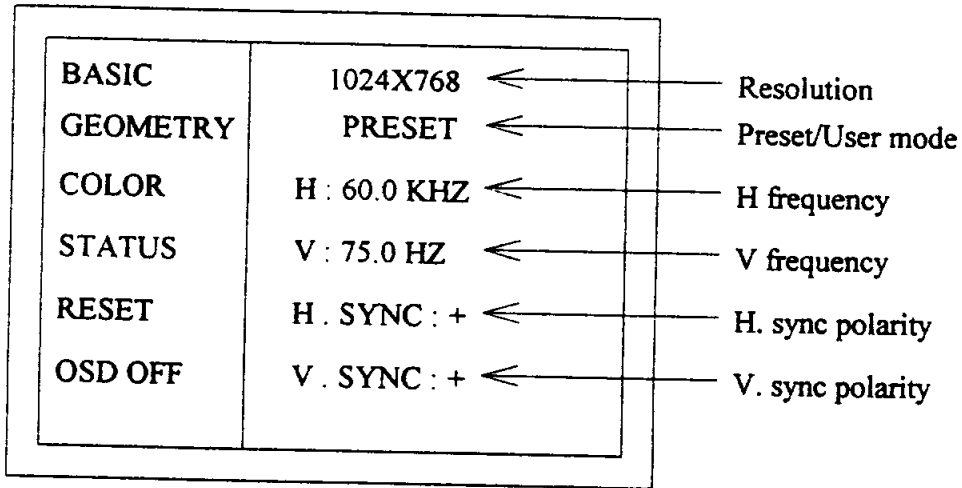 BASIC 1024X768 Resolution
GEOMETRY PRESET Preset/User mode
COLOR H : 60.0 KHZ H frequency
STATUS V : 75.0 HZ V frequency
RESET H . SYNC : + H. sync polarity
OSD OFF V . SYNC : + V. sync polarity